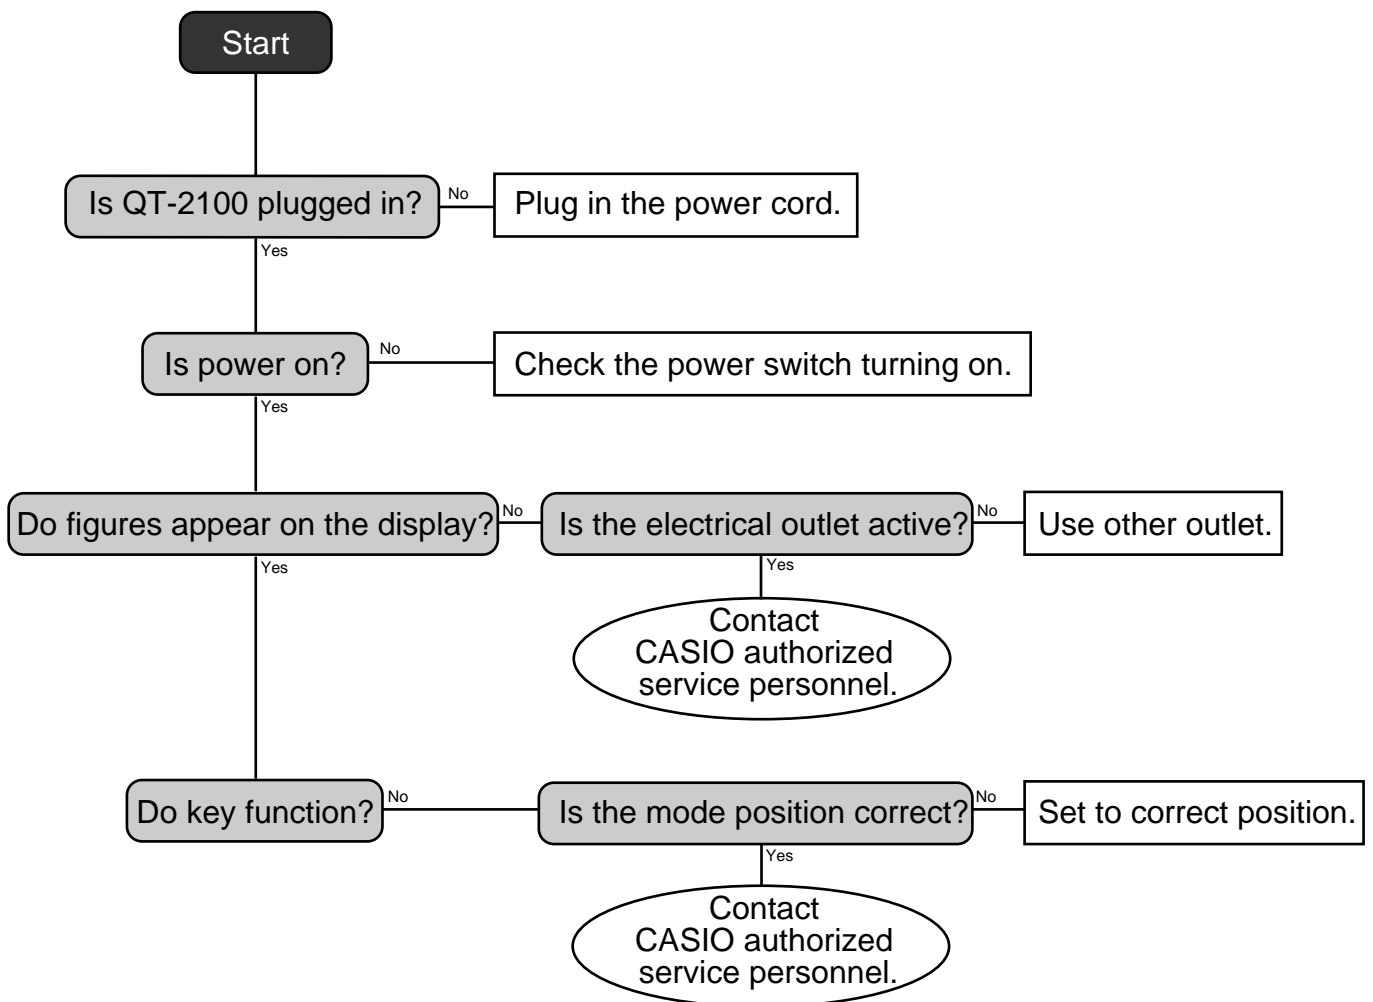 Start
Is QT-2100 plugged in?
No
Plug in the power cord.
Yes
Is power on?
No
Check the power switch turning on.
Yes
Do figures appear on the display?
No
Is the electrical outlet active?
No
Use other outlet.
Yes
Yes
Contact
CASIO authorized
service personnel.
Do key function?
No
Is the mode position correct?
No
Set to correct position.
Yes
Contact
CASIO authorized
service personnel.